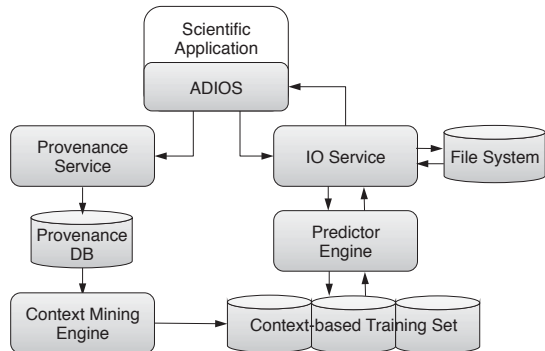 Scientific
Application
ADIOS
Provenance
Service
IO Service
File System
Provenance
DB
Predictor
Engine
Context Mining
Engine
Context-based Training Set